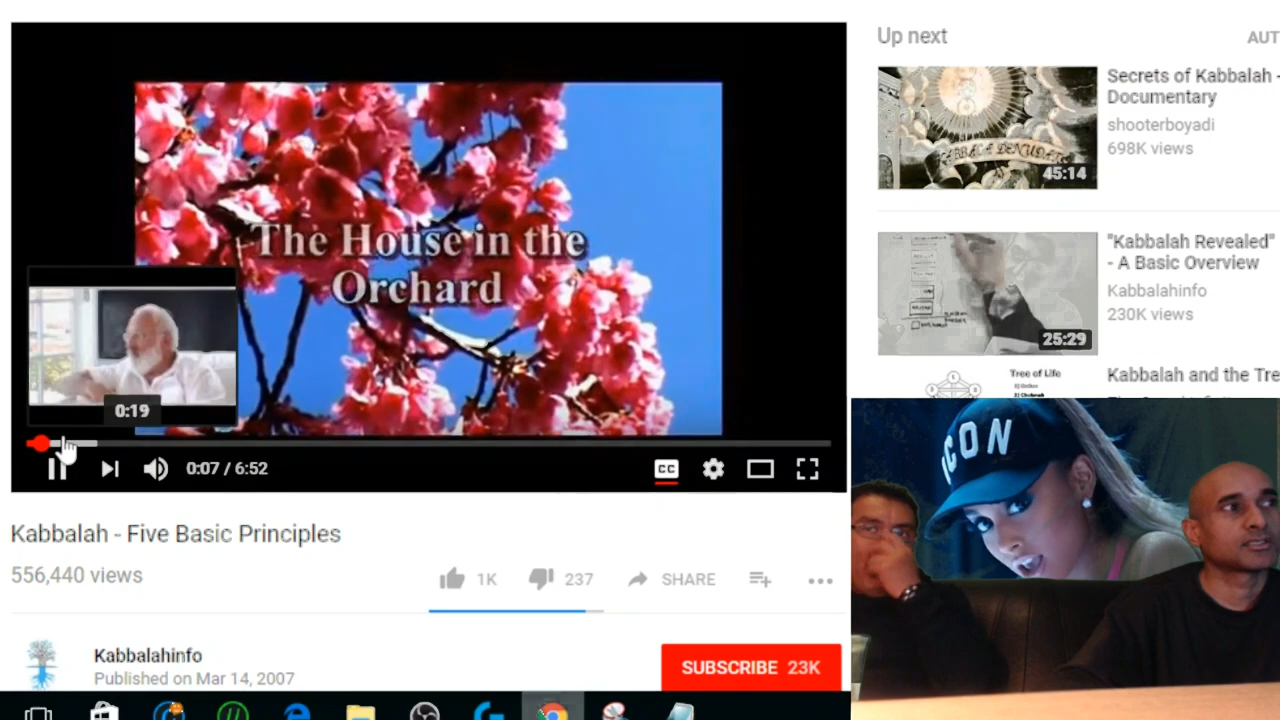 The House in the
Orchard
0:19
0:07 / 6:52
CC
Kabbalah - Five Basic Principles
556,440 views
1K
237
SHARE
Kabbalahinfo
Published on Mar 14, 2007
SUBSCRIBE 23K
Up next
AUT
Secrets of Kabbalah -
Documentary
shooterboyadi
698K views
45:14
"Kabbalah Revealed"
- A Basic Overview
Kabbalahinfo
230K views
25:29
Kabbalah and the Tre
Tree of Life
ICON